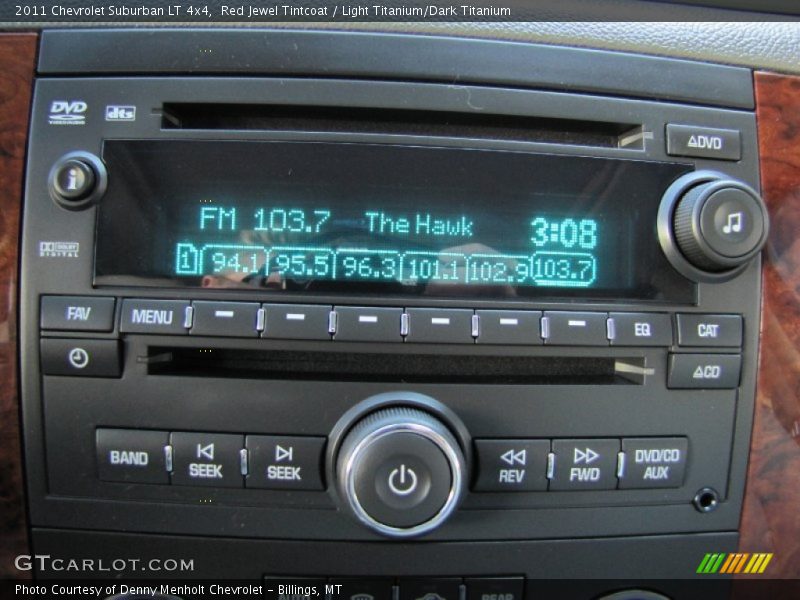 2011 Chevrolet Suburban LT 4x4, Red Jewel Tintcoat / Light Titanium/Dark Titanium
DVD
VIDEO/AUDIO
dts
△DVD
i
FM 103.7 The Hawk 3:08
1 94.1 95.5 96.3 101.1 102.9 103.7
DOLBY
DIGITAL
FAV
MENU
EQ
CAT
△CD
BAND
SEEK
SEEK
REV
FWD
DVD/CD
AUX
REAR
GTCARLOT.COM
Photo Courtesy of Denny Menholt Chevrolet - Billings, MT